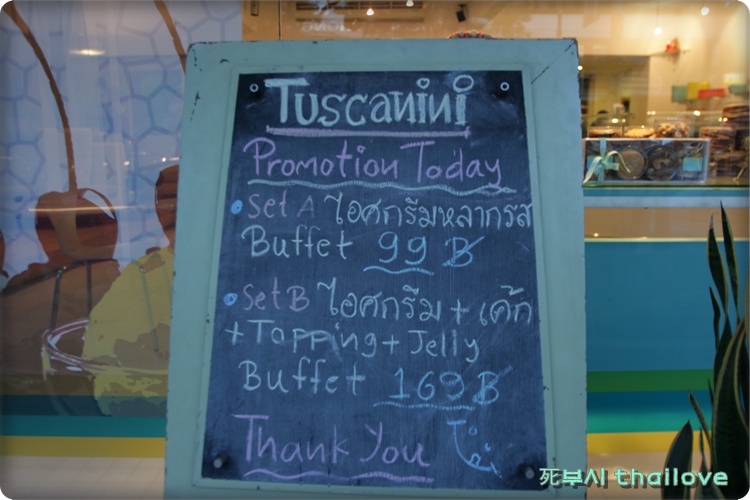 Tuscanini
Promotion Today
Set A ไอศกรีมหลากรส
Buffet 99 ฿
Set B ไอศกรีม + เค้ก
+ Topping + Jelly
Buffet 169 ฿
Thank You
死부시 thailove